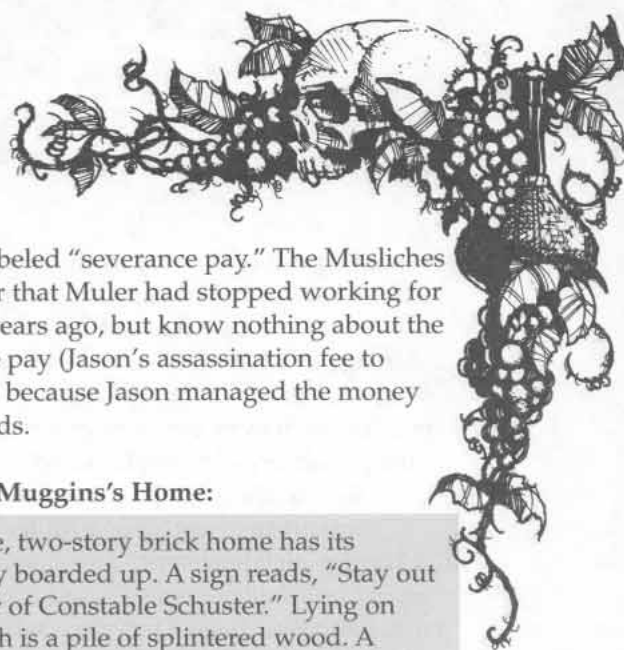 beled "severance pay." The Musliches
r that Muler had stopped working for
ears ago, but know nothing about the
pay (Jason's assassination fee to
because Jason managed the money
ds.
Muggins's Home:
e, two-story brick home has its
y boarded up. A sign reads, "Stay out
of Constable Schuster." Lying on
h is a pile of splintered wood. A